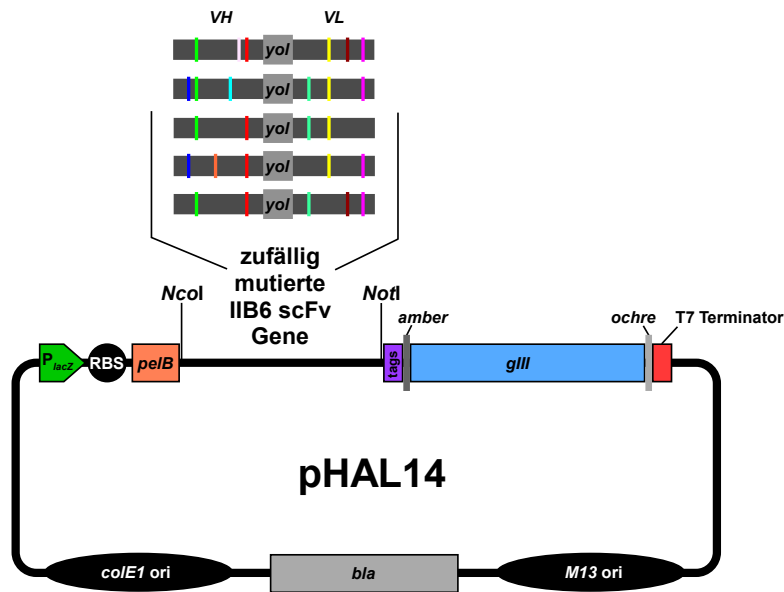 VH VL
yol
yol
yol
yol
yol
zufällig
mutierte
IIB6 scFv
Gene
NcoI NotI
amber ochre T7 Terminator
PlacZ RBS pelB tags gIII
pHAL14
colE1 ori bla M13 ori